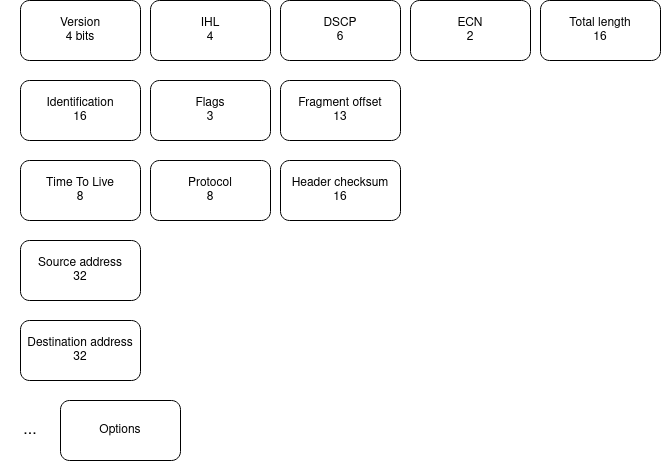 Version
4 bits
IHL
4
DSCP
6
ECN
2
Total length
16
Identification
16
Flags
3
Fragment offset
13
Time To Live
8
Protocol
8
Header checksum
16
Source address
32
Destination address
32
...
Options